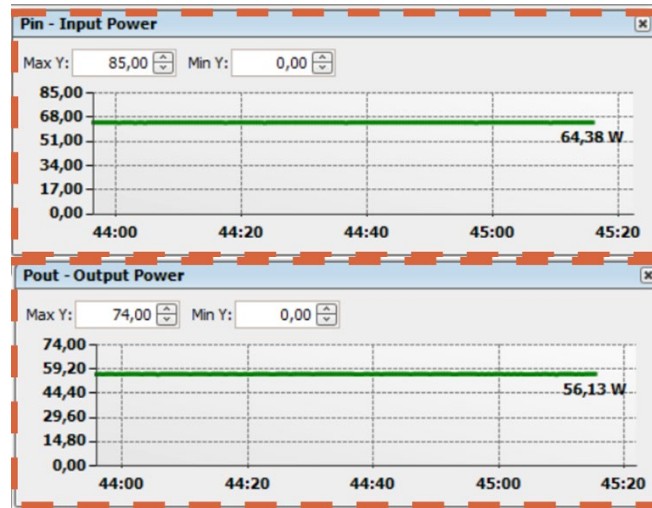 Pin - Input Power
Max Y: 85,00 Min Y: 0,00
85,00
68,00
51,00
34,00
17,00
0,00
64,38 W
44:00 44:20 44:40 45:00 45:20
Pout - Output Power
Max Y: 74,00 Min Y: 0,00
74,00
59,20
44,40
29,60
14,80
0,00
56,13 W
44:00 44:20 44:40 45:00 45:20